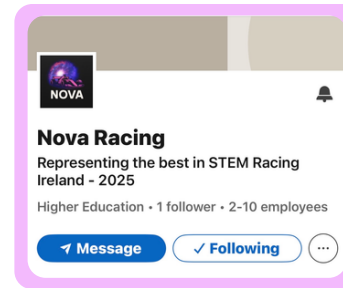 NOVA
Nova Racing
Representing the best in STEM Racing
Ireland - 2025
Higher Education • 1 follower • 2-10 employees
Message
Following